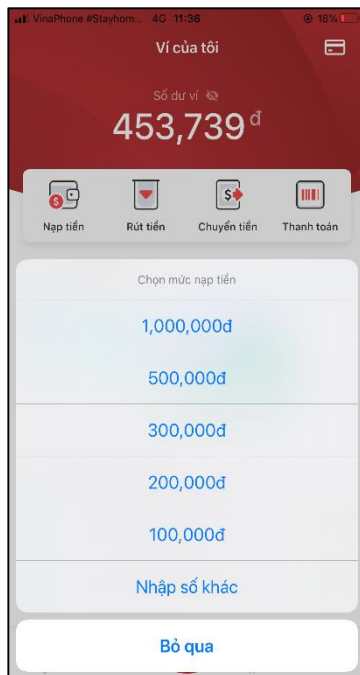 VinaPhone #Stayhom... 4G 11:36 18%
Ví của tôi
Số dư ví
453,739 đ
Nạp tiền Rút tiền Chuyển tiền Thanh toán
Chọn mức nạp tiền
1,000,000đ
500,000đ
300,000đ
200,000đ
100,000đ
Nhập số khác
Bỏ qua